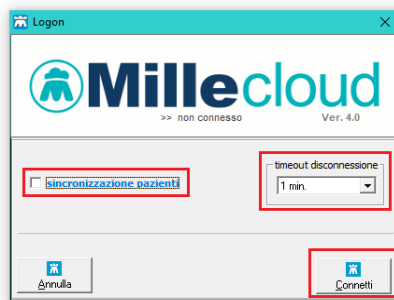 Logon
Millecloud
>> non connesso Ver. 4.0
timeout disconnessione
sincronizzazione pazienti
1 min.
Annulla
Connetti